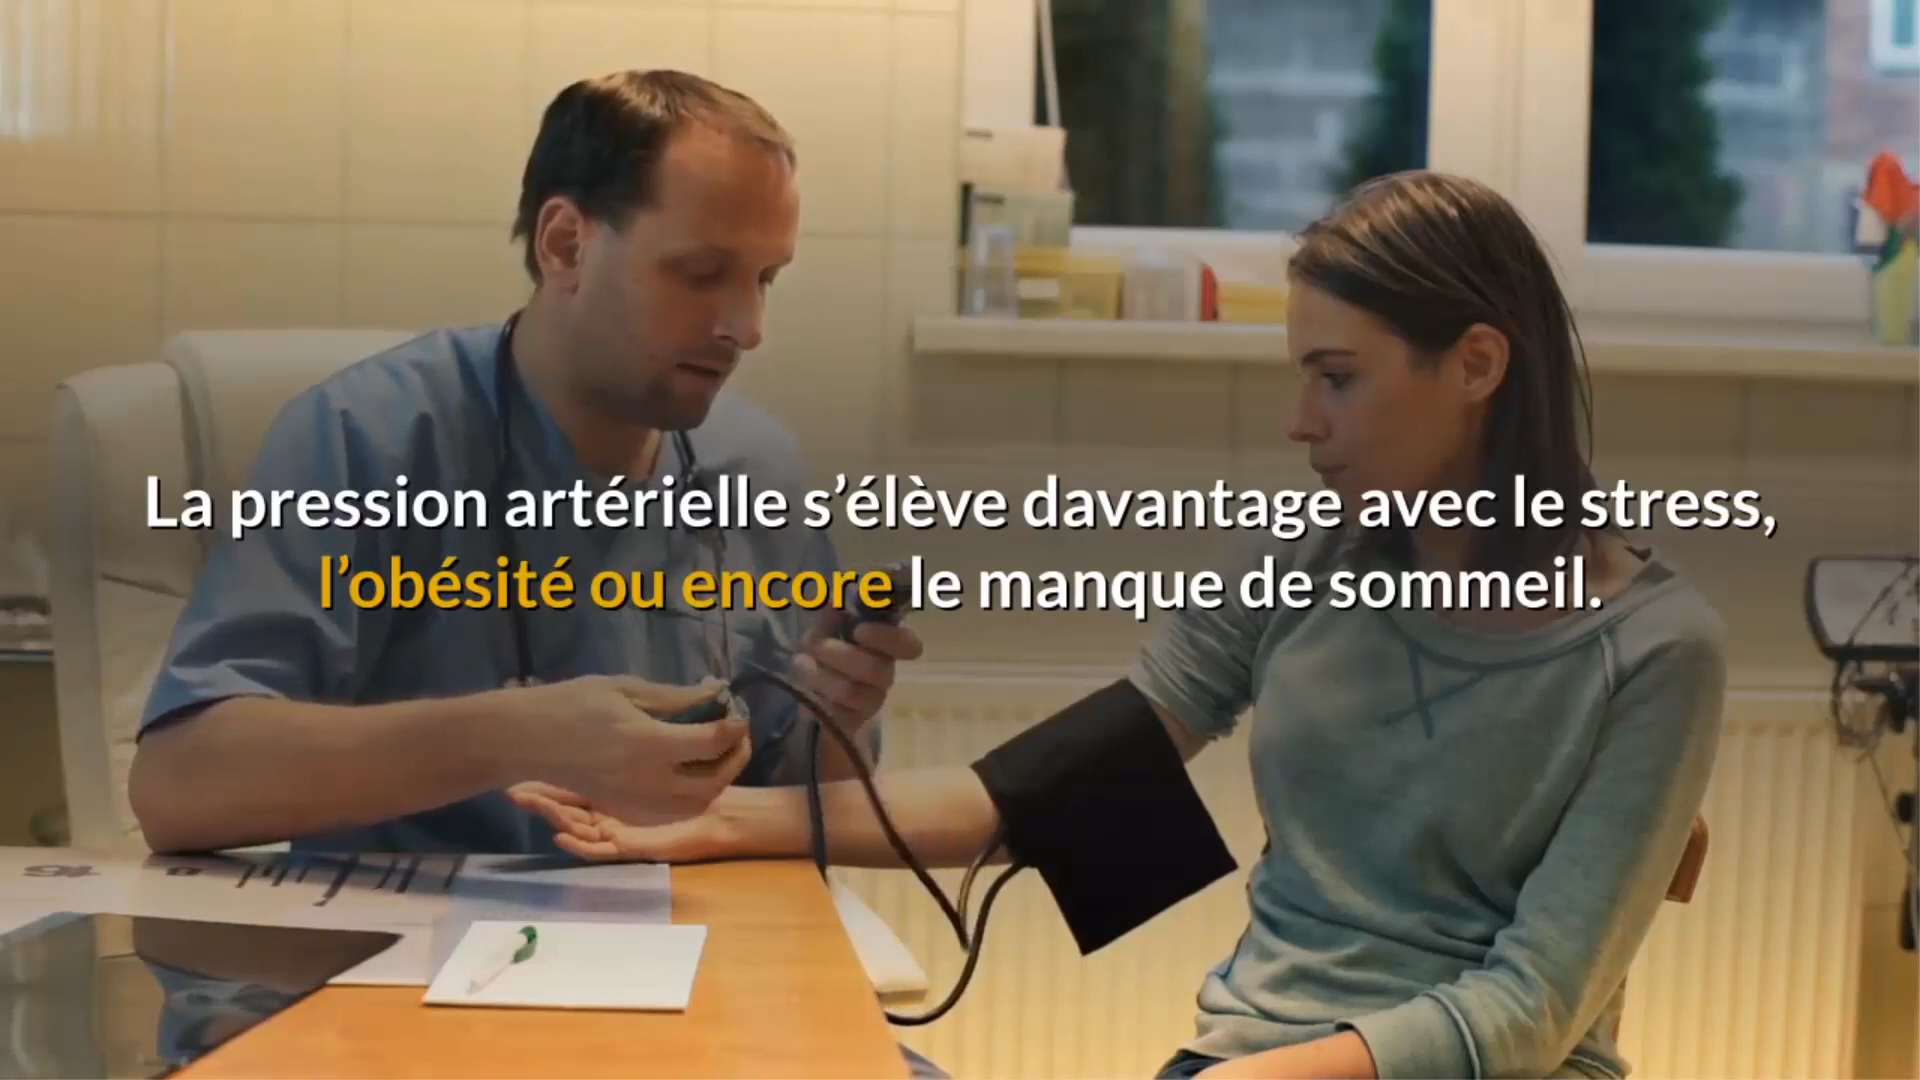 La pression artérielle s’élève davantage avec le stress,
l’obésité ou encore le manque de sommeil.